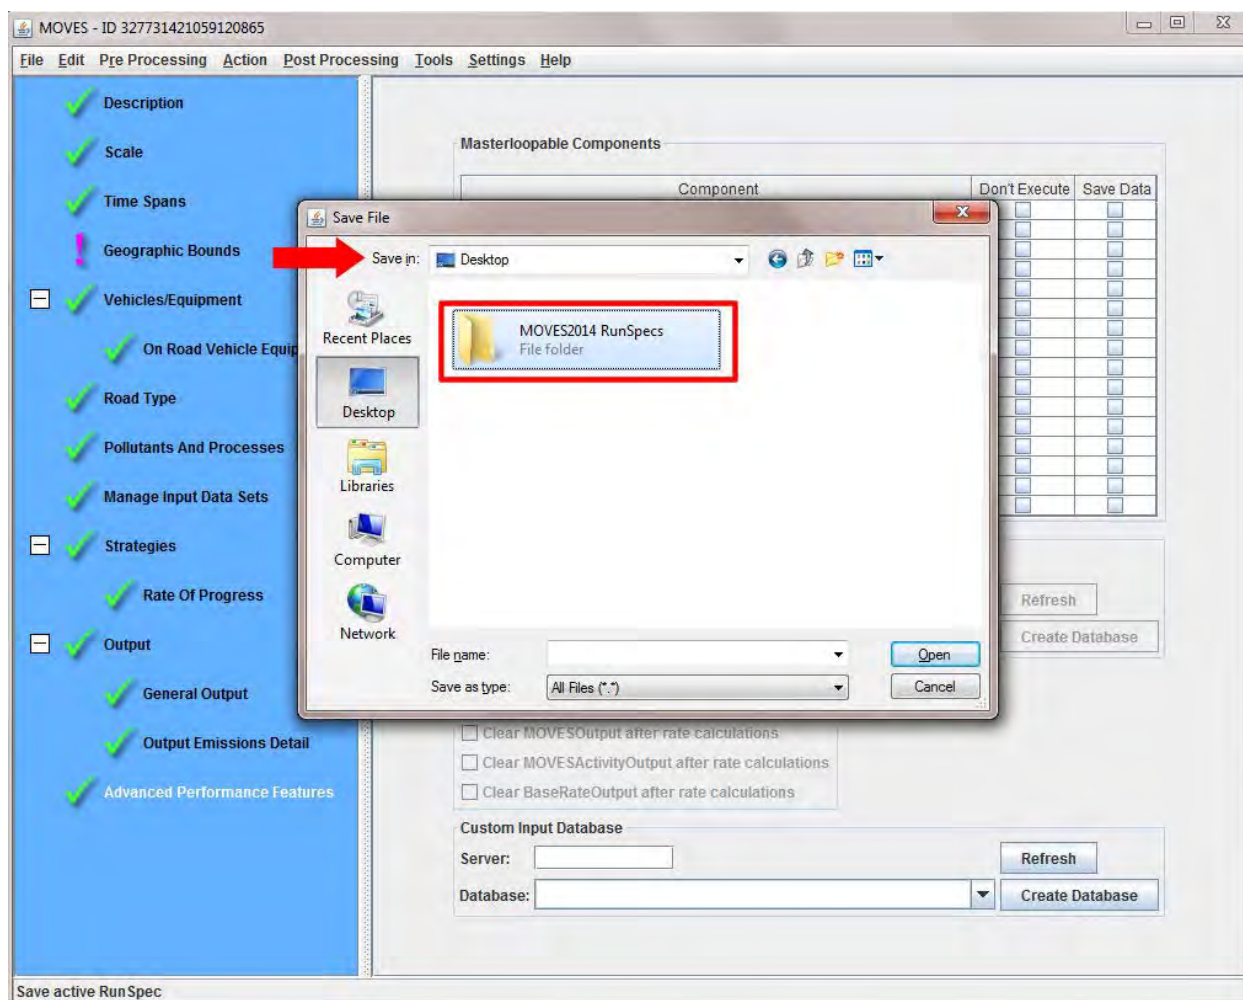 MOVES - ID 327731421059120865
File Edit Pre Processing Action Post Processing Tools Settings Help
Description
Scale
Time Spans
Geographic Bounds
Vehicles/Equipment
On Road Vehicle Equip
Road Type
Pollutants And Processes
Manage Input Data Sets
Strategies
Rate Of Progress
Output
General Output
Output Emissions Detail
Advanced Performance Features
Masterloopable Components
Component Don't Execute Save Data
Save File
Save in: Desktop
Recent Places
Desktop
Libraries
Computer
Network
MOVES2014 RunSpecs
File folder
File name: Open
Save as type: All Files (*.*) Cancel
Refresh
Create Database
Clear MOVESOutput after rate calculations
Clear MOVESActivityOutput after rate calculations
Clear BaseRateOutput after rate calculations
Custom Input Database
Server: Refresh
Database: Create Database
Save active RunSpec